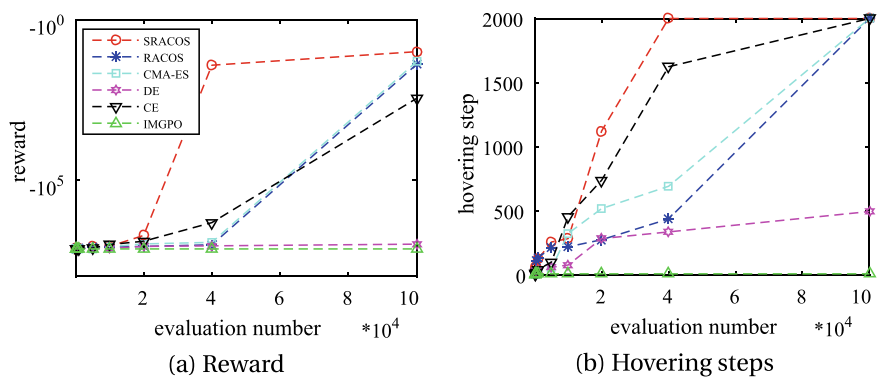 -10^0
-10^5
reward
SRACOS
RACOS
CMA-ES
DE
CE
IMGPO
2 4 6 8 10
evaluation number *10^4
(a) Reward
2000
1500
1000
500
0
hovering step
0 2 4 6 8 10
evaluation number *10^4
(b) Hovering steps